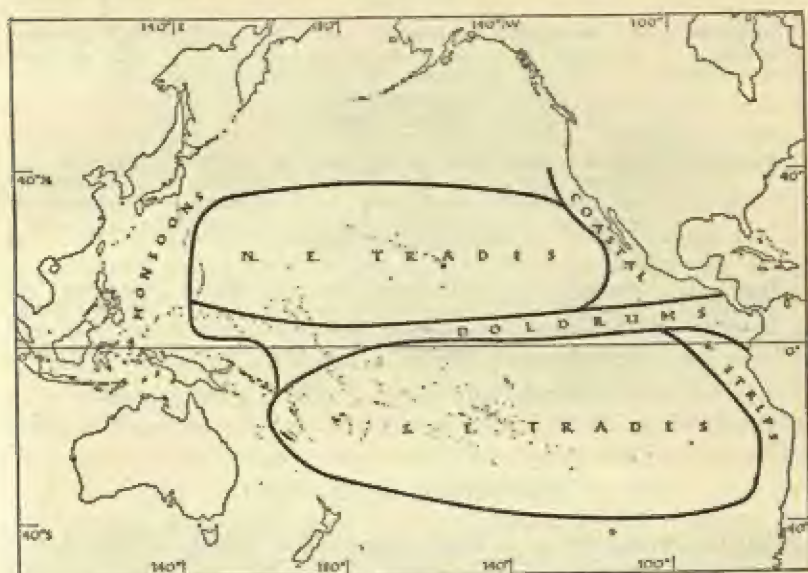 140°E 180° 140°W 100°
40°N 40°
MONSOONS
COASTAL
N. E. TRADES
DOLDRUMS
0°
STRIPS
S. E. TRADES
40°S 40°
140° 180° 140° 100°